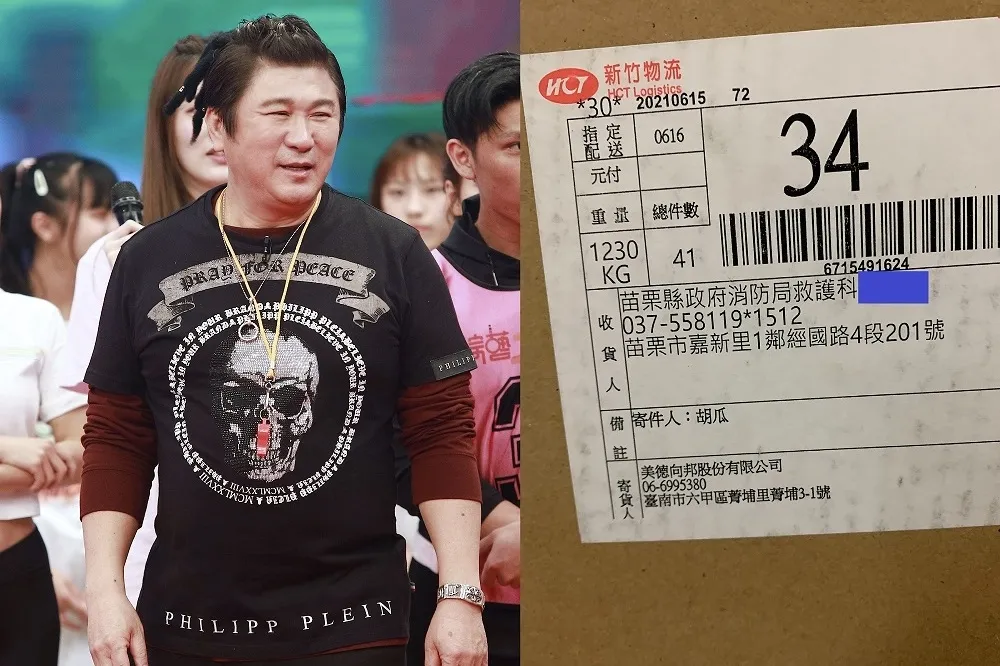 PRAY FOR PEACE
PHILIPP
PHILIPP PLEIN
HCT 新竹物流
HCT Logistics
*30* 20210615 72
指定配送 0616
34
元付
重量 總件數
1230 KG 41
6715491624
收貨人
苗栗縣政府消防局救護科
037-558119*1512
苗栗市嘉新里1鄰經國路4段201號
備註 寄件人：胡瓜
寄貨人
美德向邦股份有限公司
06-6995380
臺南市六甲區菁埔里菁埔3-1號